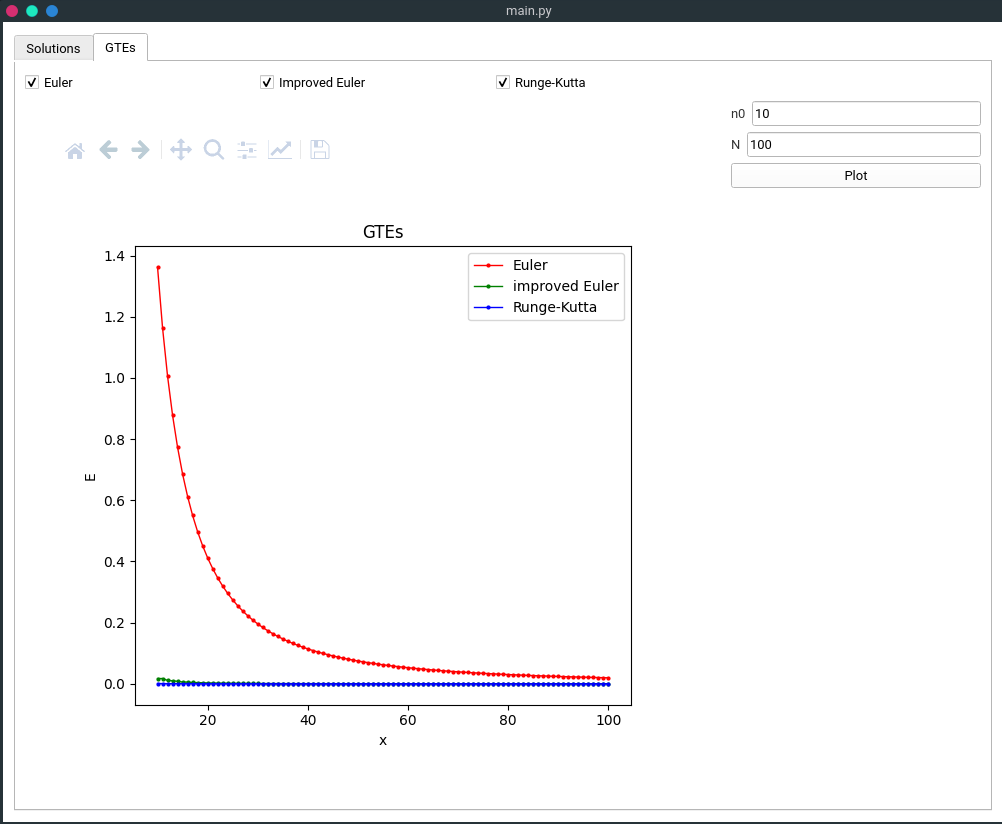 main.py
Solutions GTEs
Euler Improved Euler Runge-Kutta
n0 10
N 100
Plot
GTEs
Euler
improved Euler
Runge-Kutta
1.4
1.2
1.0
0.8
0.6
0.4
0.2
0.0
E
20 40 60 80 100
x